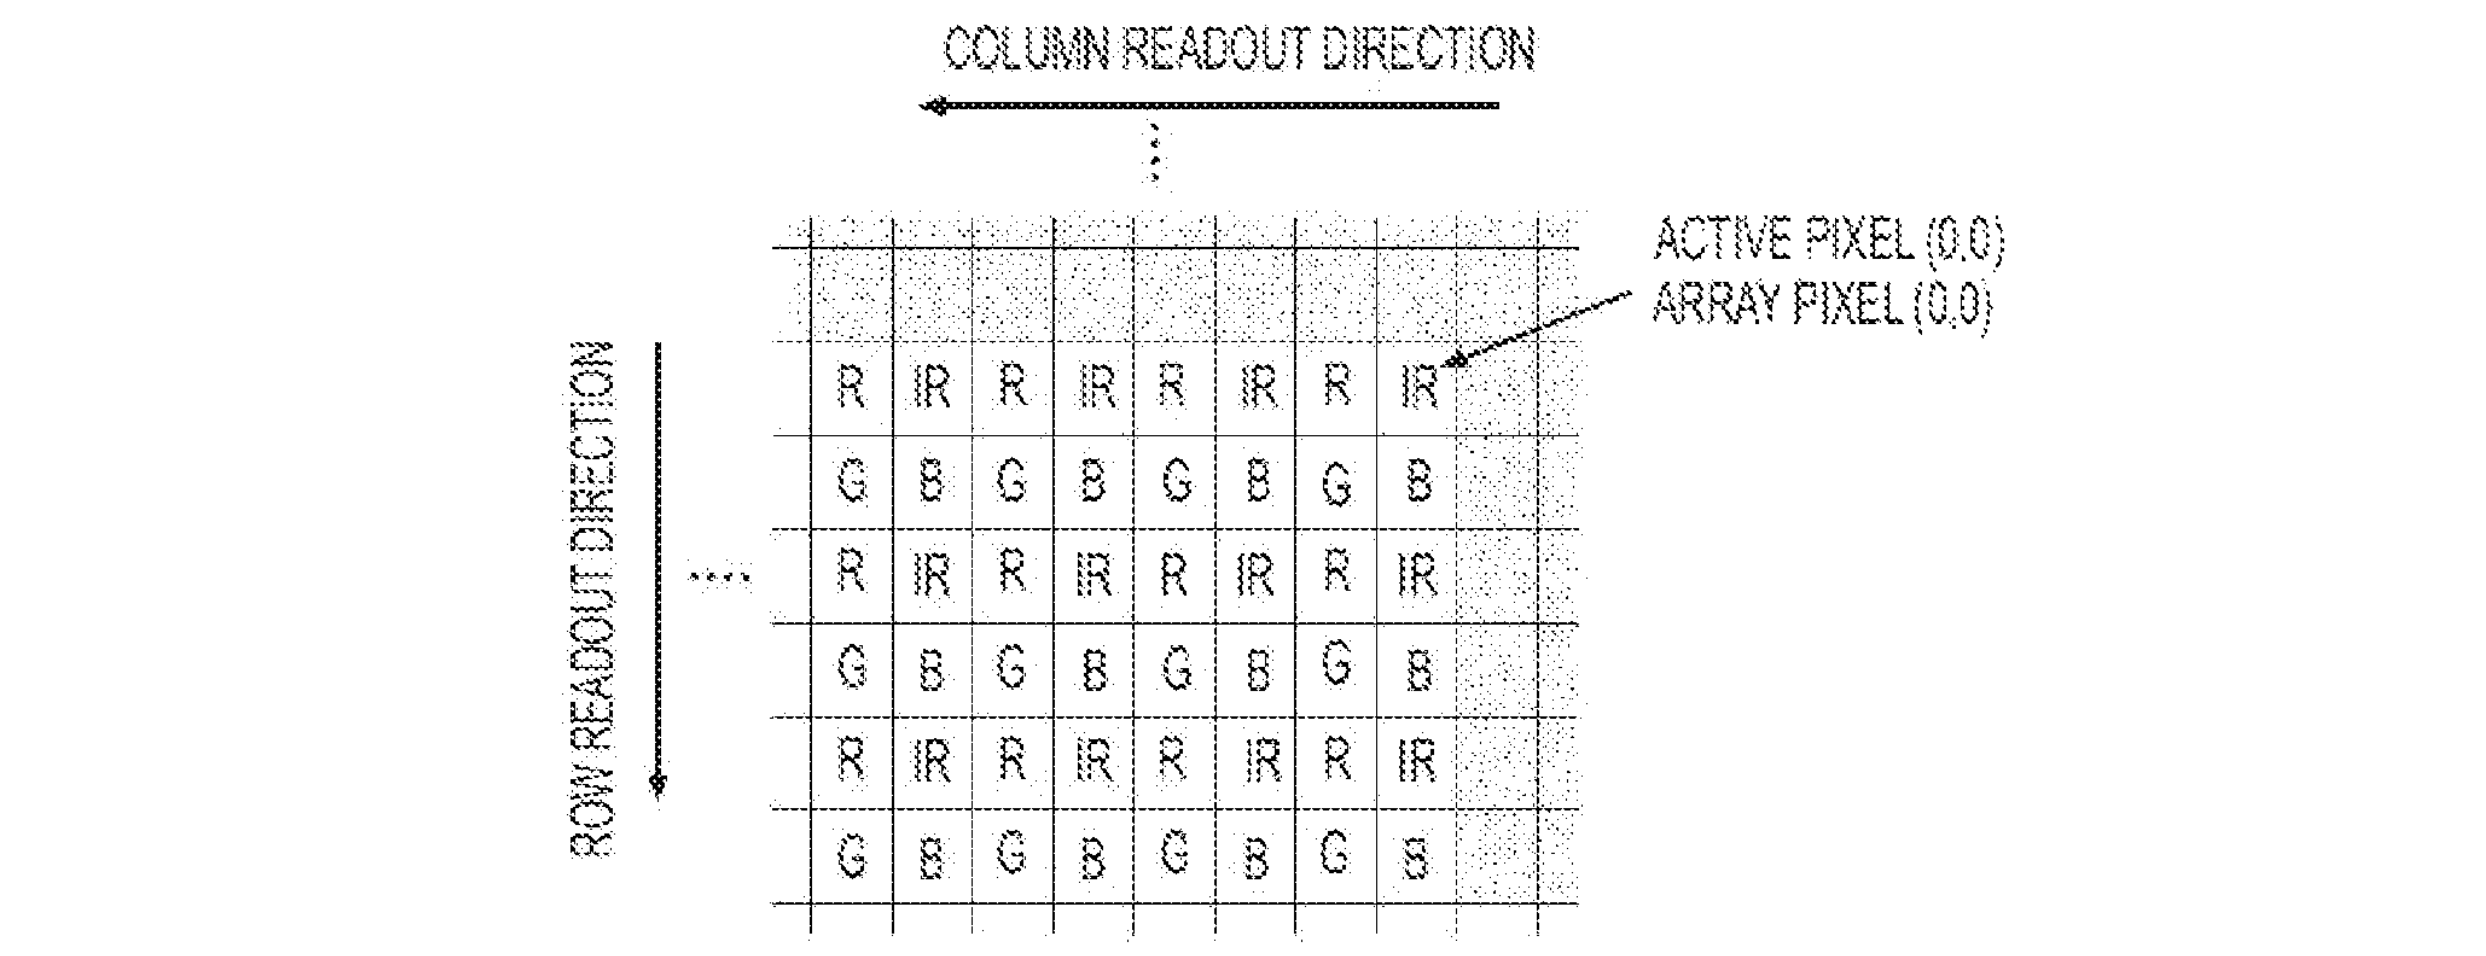 COLUMN READOUT DIRECTION
ACTIVE PIXEL (0,0)
ARRAY PIXEL (0,0)
ROW READOUT DIRECTION
R IR R IR R IR R IR
G B G B G B G B
R IR R IR R IR R IR
G B G B G B G B
R IR R IR R IR R IR
G B G B G B G B